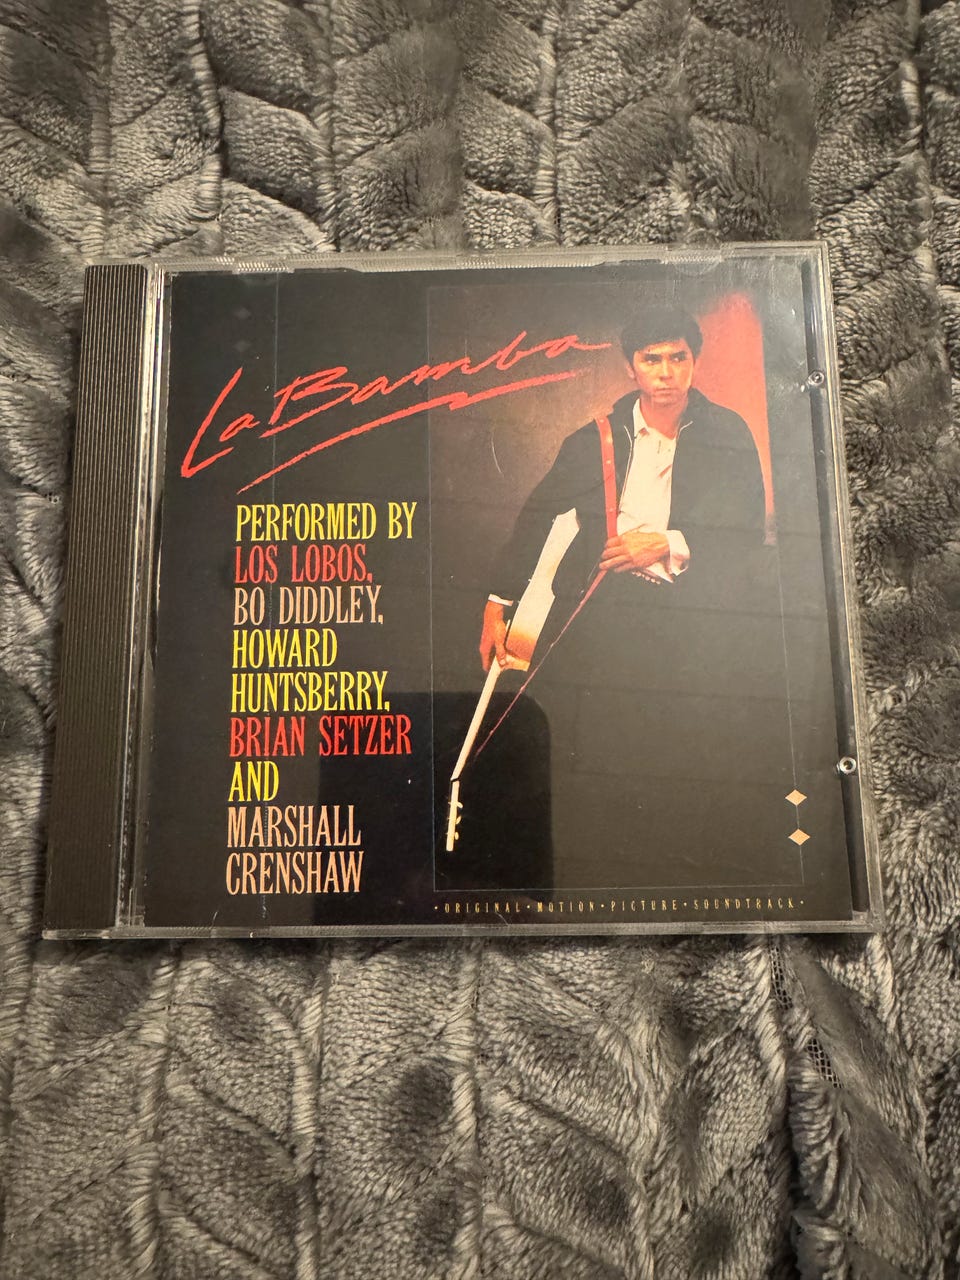 La Bamba
PERFORMED BY
LOS LOBOS,
BO DIDDLEY,
HOWARD
HUNTSBERRY,
BRIAN SETZER
AND
MARSHALL
CRENSHAW
• ORIGINAL • MOTION • PICTURE • SOUNDTRACK •